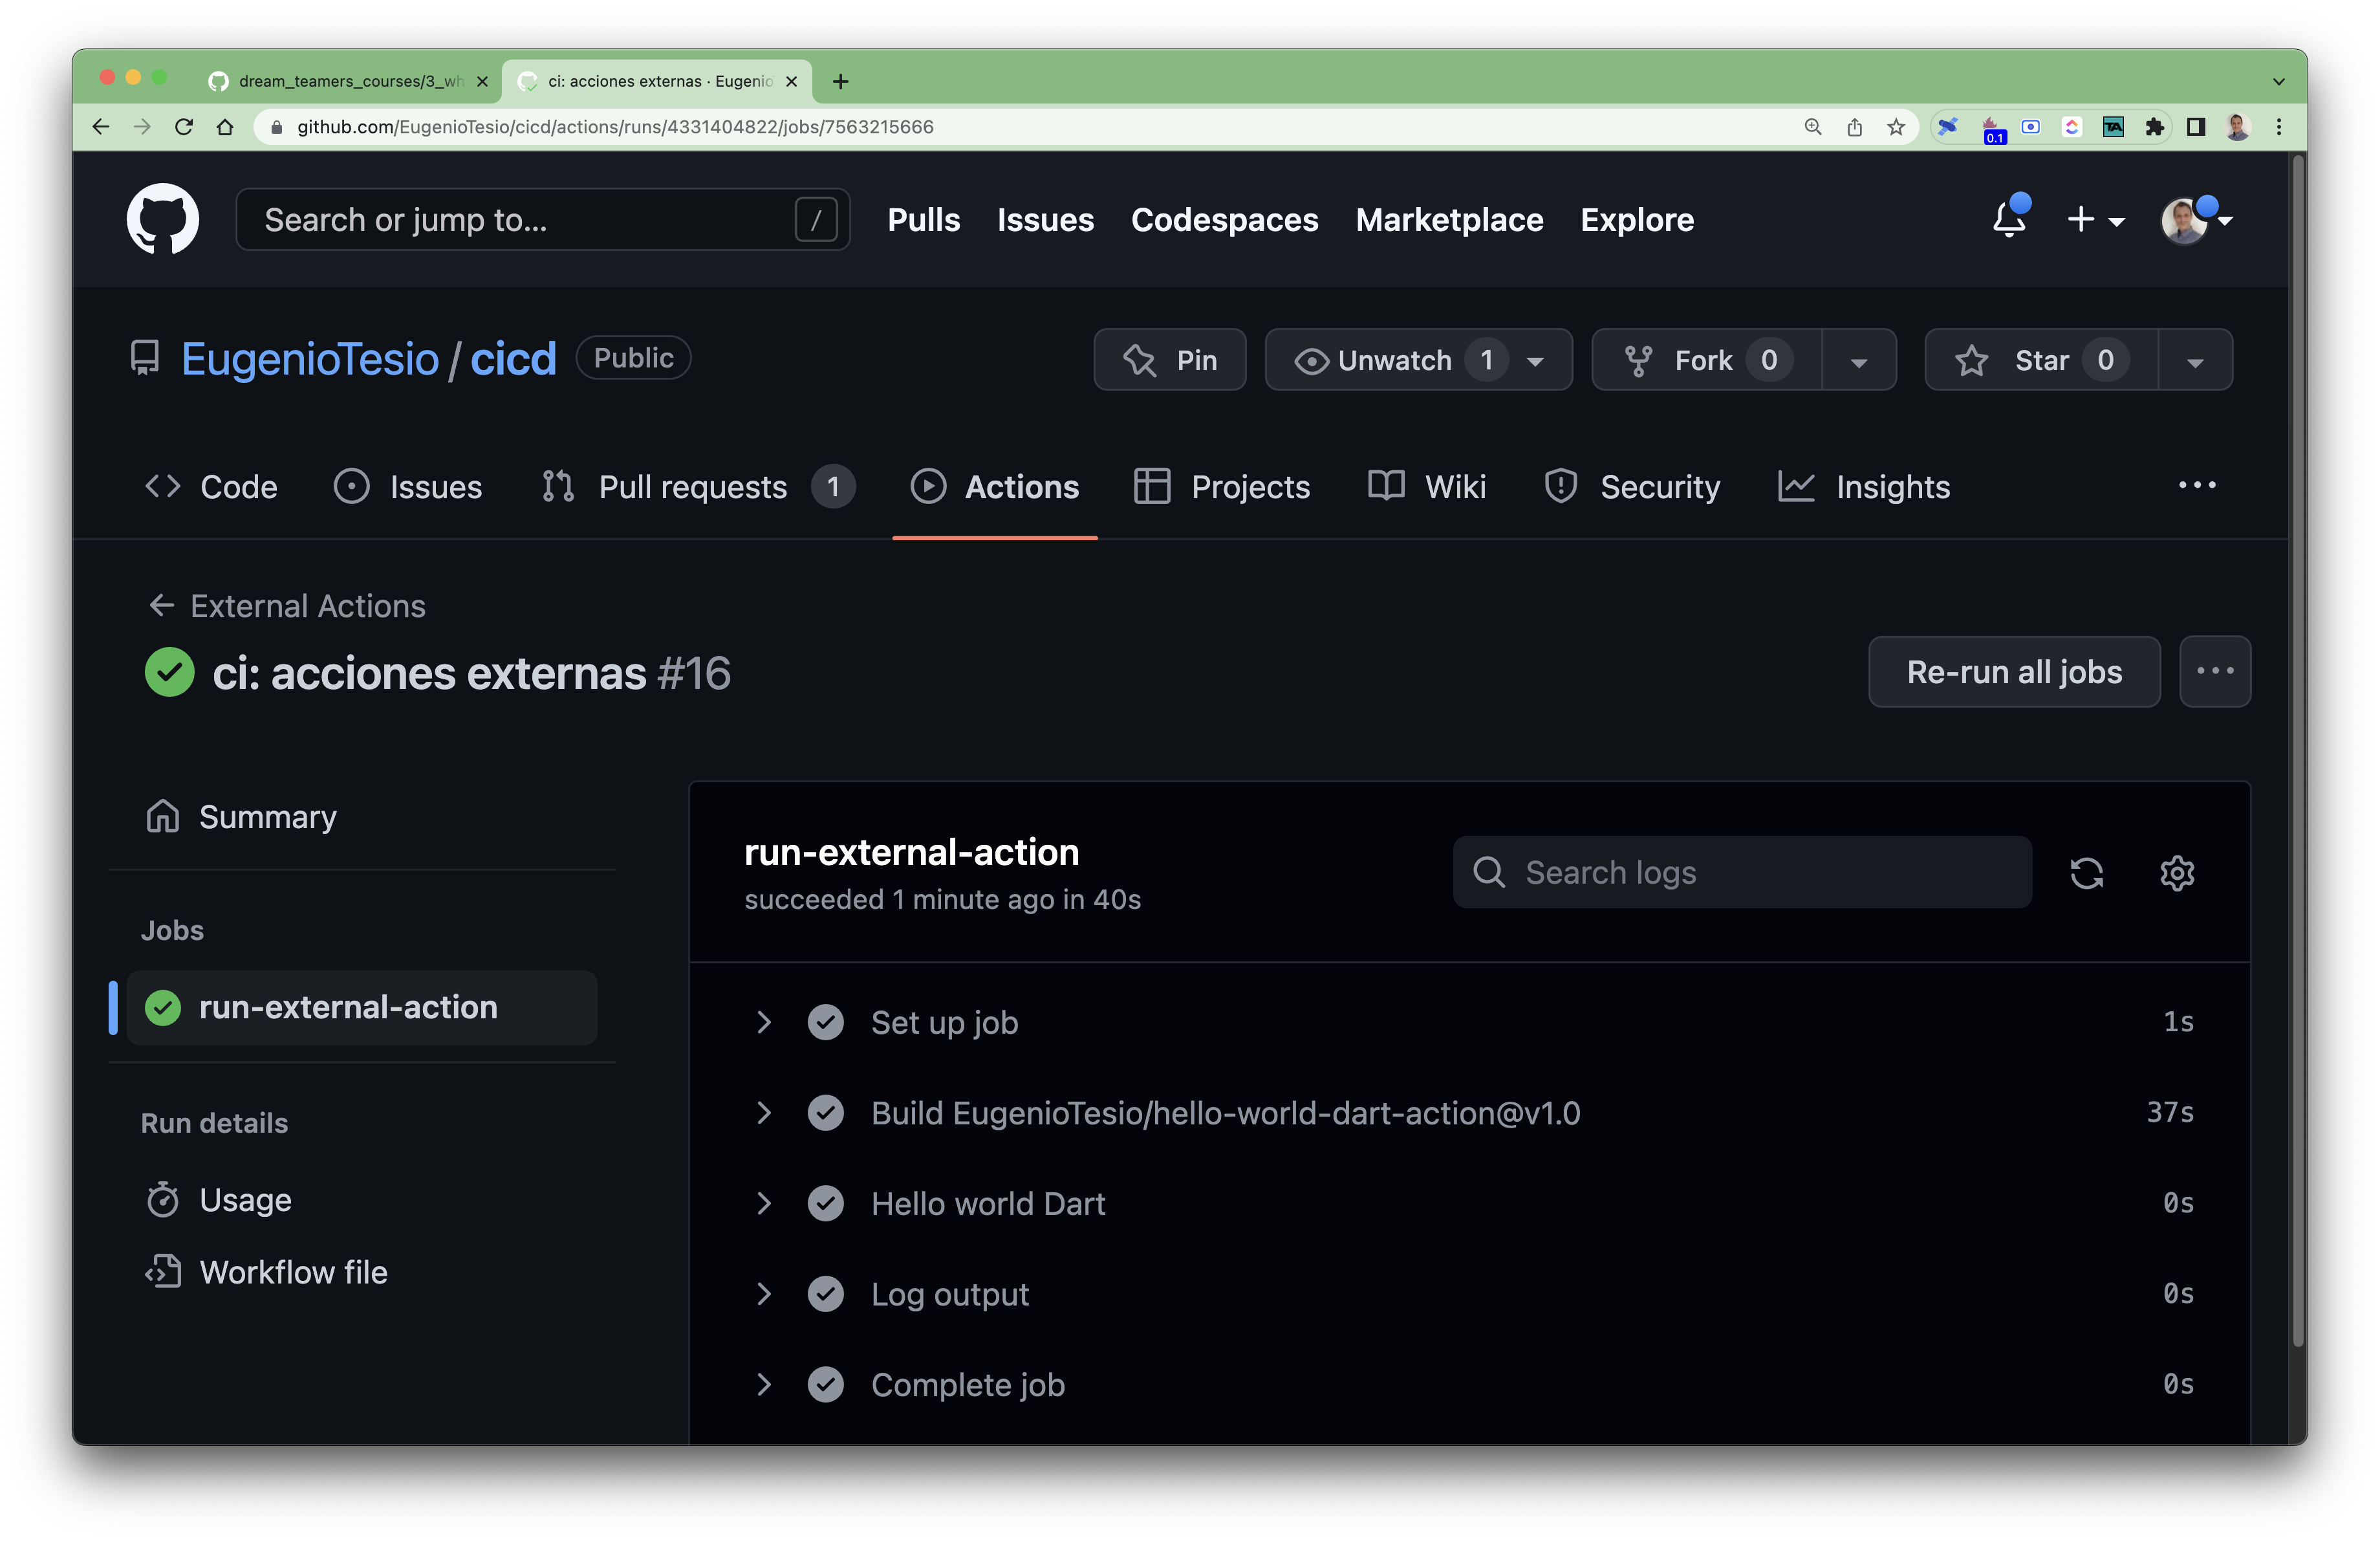 dream_teamers_courses/3_wh
ci: acciones externas · Eugenio
github.com/EugenioTesio/cicd/actions/runs/4331404822/jobs/7563215666
0.1
TA
Search or jump to...
/
Pulls
Issues
Codespaces
Marketplace
Explore
EugenioTesio / cicd
Public
Pin
Unwatch 1
Fork 0
Star 0
Code
Issues
Pull requests 1
Actions
Projects
Wiki
Security
Insights
External Actions
ci: acciones externas #16
Re-run all jobs
Summary
Jobs
run-external-action
Run details
Usage
Workflow file
run-external-action
succeeded 1 minute ago in 40s
Search logs
Set up job 1s
Build EugenioTesio/hello-world-dart-action@v1.0 37s
Hello world Dart 0s
Log output 0s
Complete job 0s